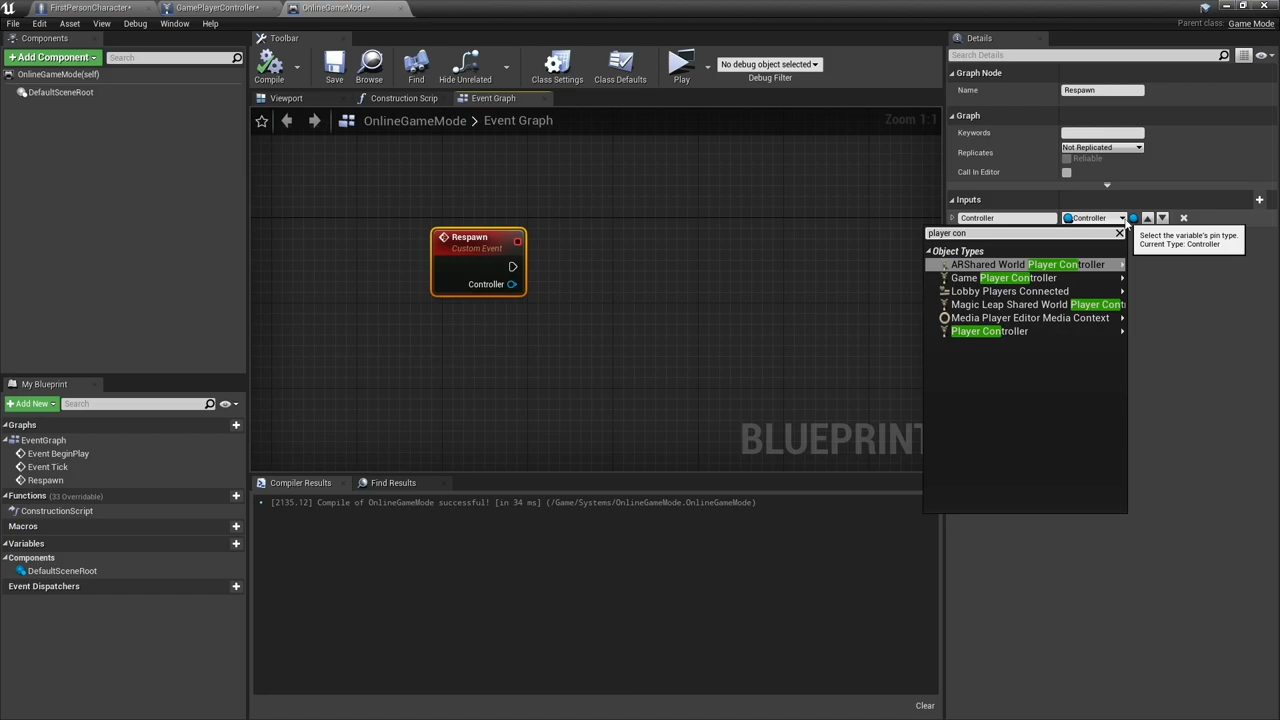 FirstPersonCharacter*
GamePlayerController*
OnlineGameMode*
File
Edit
Asset
View
Debug
Window
Help
Parent class: Game Mode
Components
+Add Component
Search
OnlineGameMode(self)
DefaultSceneRoot
Toolbar
Compile
Save
Browse
Find
Hide Unrelated
Class Settings
Class Defaults
Play
No debug object selected
Debug Filter
Viewport
Construction Scrip
Event Graph
OnlineGameMode > Event Graph
Zoom 1:1
Respawn
Custom Event
Controller
BLUEPRINT
Details
Search Details
Graph Node
Name
Respawn
Graph
Keywords
Replicates
Not Replicated
Reliable
Call In Editor
Inputs
Controller
Controller
player con
Select the variable's pin type.
Current Type: Controller
Object Types
ARShared World Player Controller
Game Player Controller
Lobby Players Connected
Magic Leap Shared World Player Contr
Media Player Editor Media Context
Player Controller
My Blueprint
+Add New
Search
Graphs
EventGraph
Event BeginPlay
Event Tick
Respawn
Functions (33 Overridable)
ConstructionScript
Macros
Variables
Components
DefaultSceneRoot
Event Dispatchers
Compiler Results
Find Results
[2135.12] Compile of OnlineGameMode successful! [in 34 ms] (/Game/Systems/OnlineGameMode.OnlineGameMode)
Clear